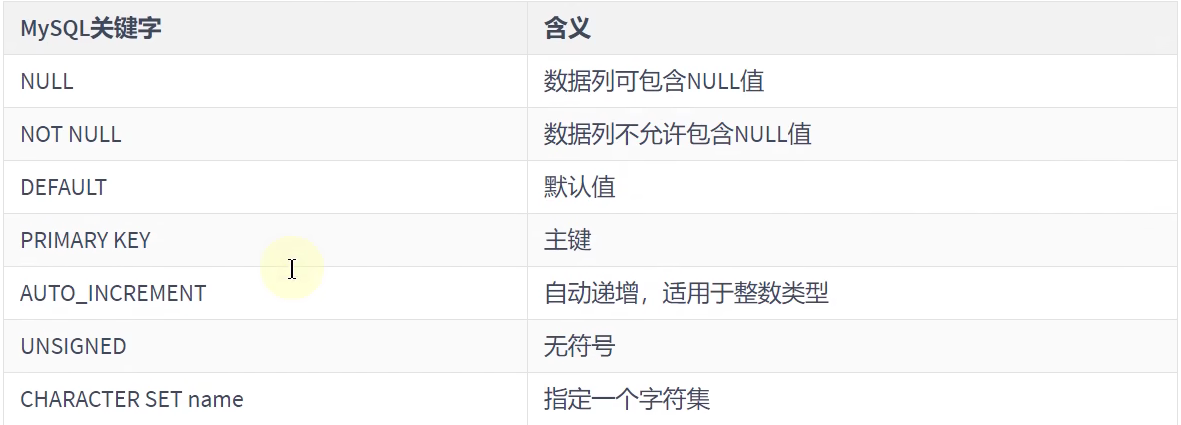 MySQL关键字 含义
NULL 数据列可包含NULL值
NOT NULL 数据列不允许包含NULL值
DEFAULT 默认值
PRIMARY KEY 主键
AUTO_INCREMENT 自动递增，适用于整数类型
UNSIGNED 无符号
CHARACTER SET name 指定一个字符集